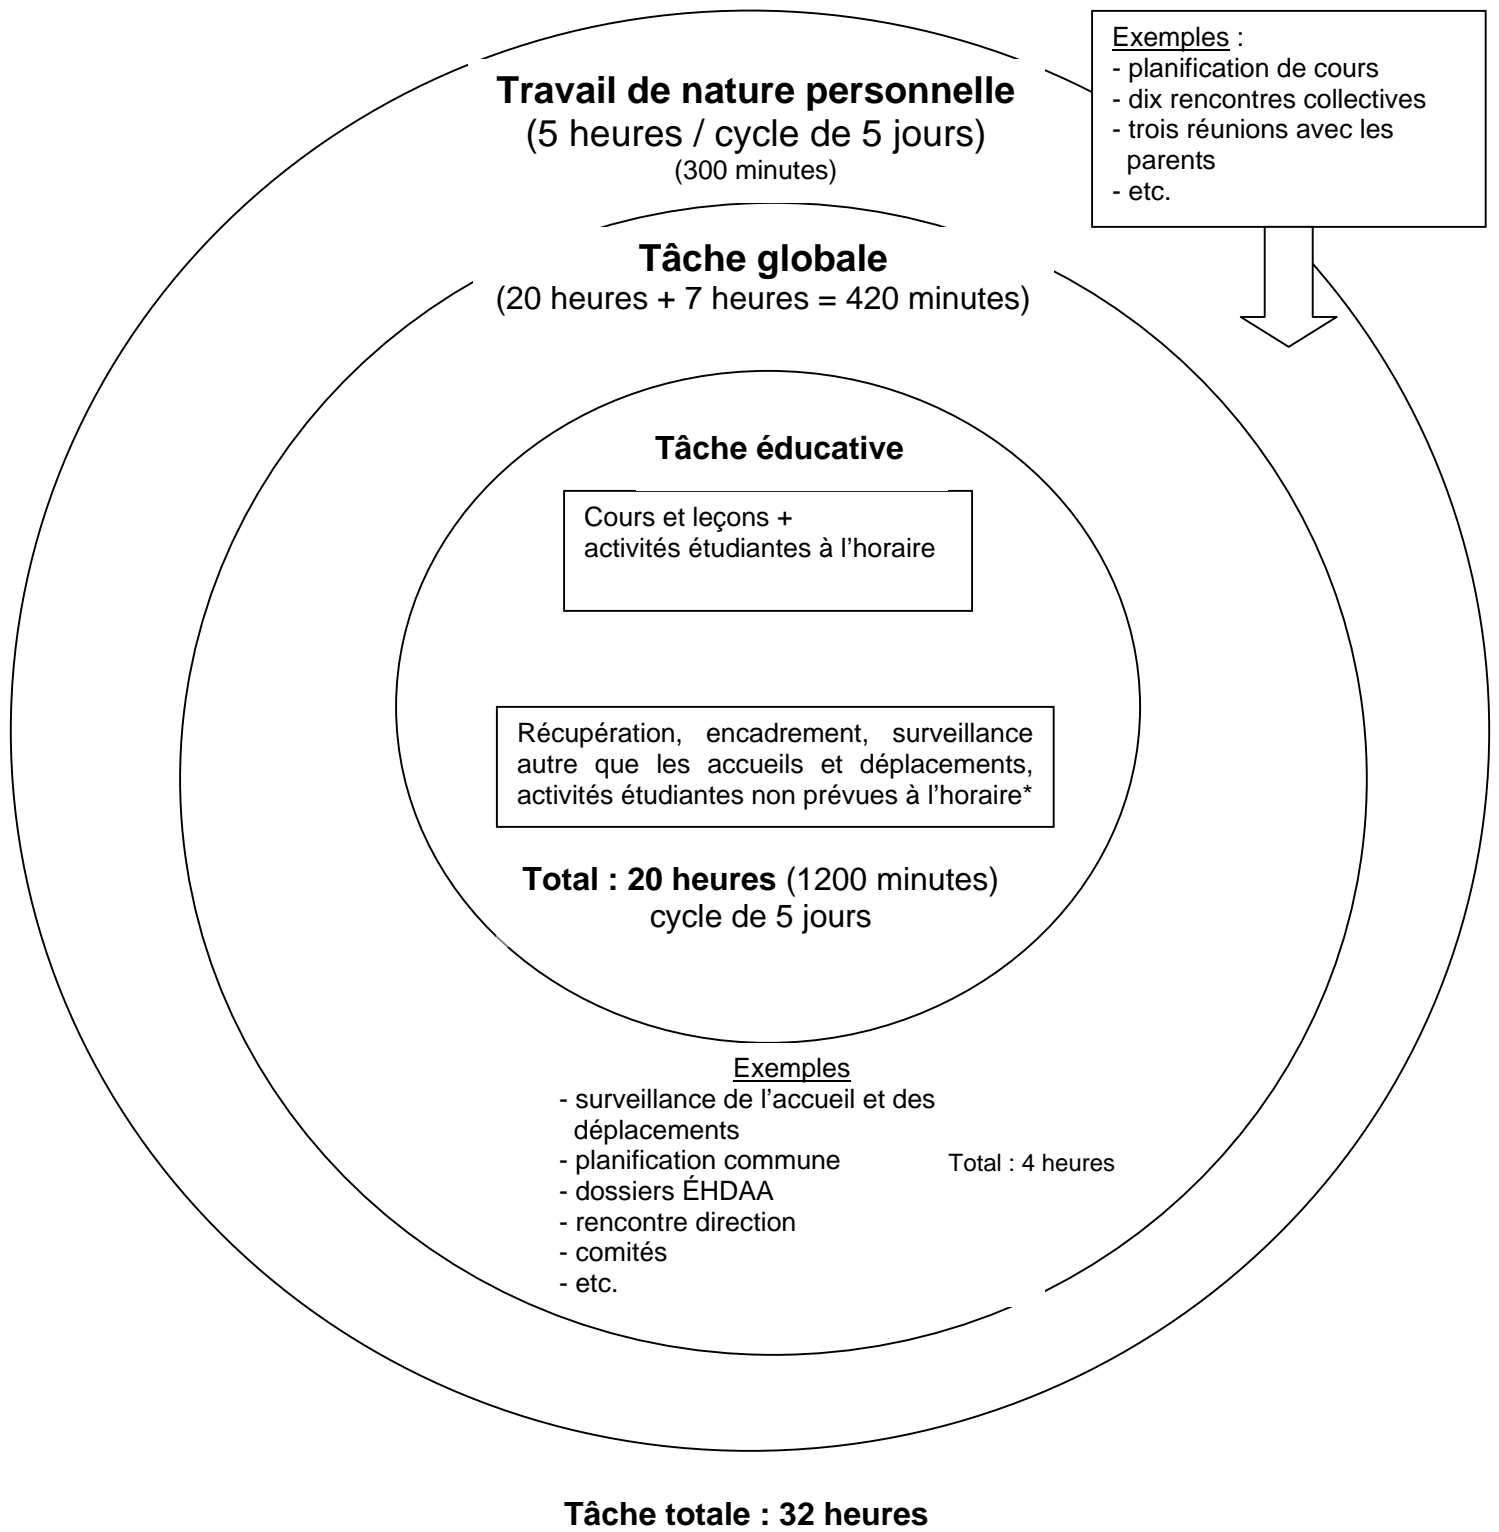 Exemples :
- planification de cours
- dix rencontres collectives
- trois réunions avec les
parents
- etc.
Travail de nature personnelle
(5 heures / cycle de 5 jours)
(300 minutes)
Tâche globale
(20 heures + 7 heures = 420 minutes)
Tâche éducative
Cours et leçons +
activités étudiantes à l’horaire
Récupération, encadrement, surveillance
autre que les accueils et déplacements,
activités étudiantes non prévues à l’horaire*
Total : 20 heures (1200 minutes)
cycle de 5 jours
Exemples
- surveillance de l’accueil et des
déplacements
- planification commune
- dossiers ÉHDAA
- rencontre direction
- comités
- etc.
Total : 4 heures
Tâche totale : 32 heures